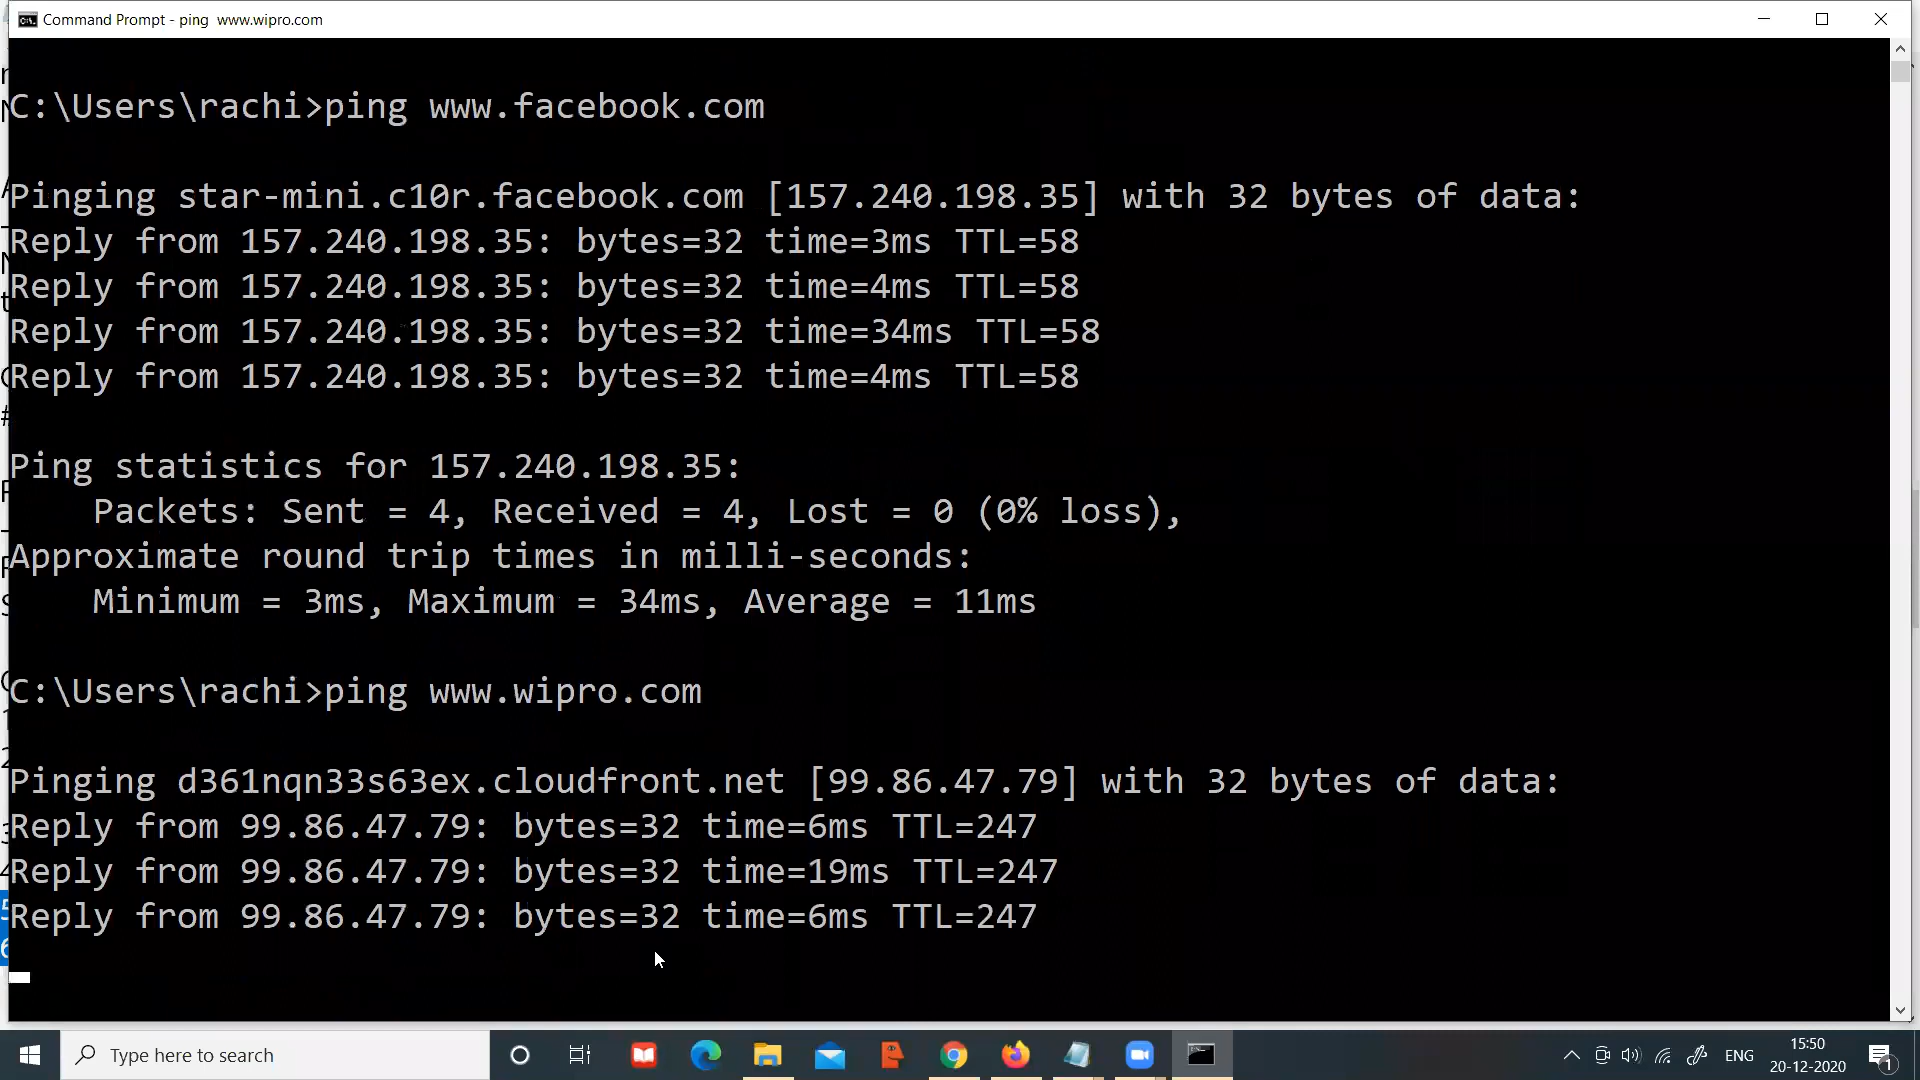 Command Prompt - ping  www.wipro.com
C:\Users\rachi>ping www.facebook.com
Pinging star-mini.c10r.facebook.com [157.240.198.35] with 32 bytes of data:
Reply from 157.240.198.35: bytes=32 time=3ms TTL=58
Reply from 157.240.198.35: bytes=32 time=4ms TTL=58
Reply from 157.240.198.35: bytes=32 time=34ms TTL=58
Reply from 157.240.198.35: bytes=32 time=4ms TTL=58
Ping statistics for 157.240.198.35:
    Packets: Sent = 4, Received = 4, Lost = 0 (0% loss),
Approximate round trip times in milli-seconds:
    Minimum = 3ms, Maximum = 34ms, Average = 11ms
C:\Users\rachi>ping www.wipro.com
Pinging d361nqn33s63ex.cloudfront.net [99.86.47.79] with 32 bytes of data:
Reply from 99.86.47.79: bytes=32 time=6ms TTL=247
Reply from 99.86.47.79: bytes=32 time=19ms TTL=247
Reply from 99.86.47.79: bytes=32 time=6ms TTL=247
Type here to search
ENG
15:50
20-12-2020
1